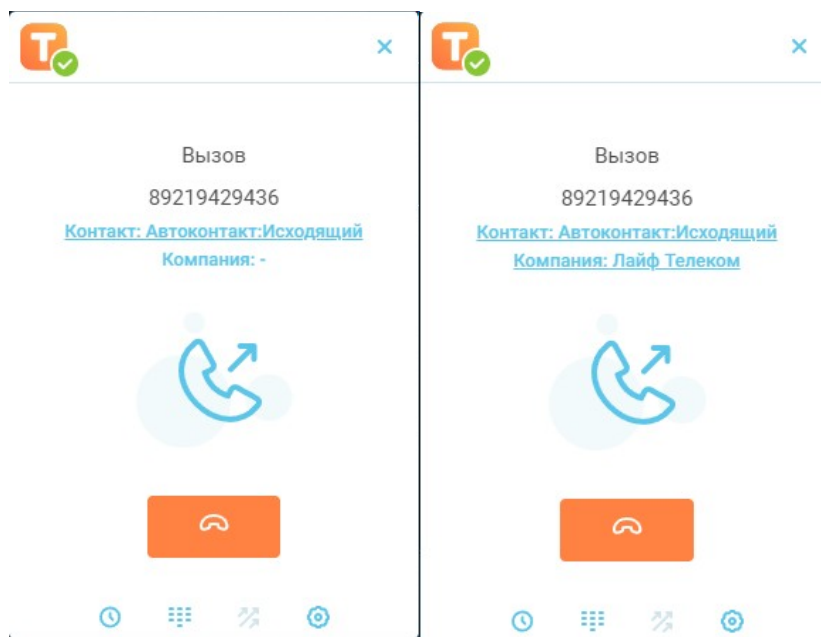 T
Вызов
89219429436
Контакт: Автоконтакт:Исходящий
Компания: -
T
Вызов
89219429436
Контакт: Автоконтакт:Исходящий
Компания: Лайф Телеком